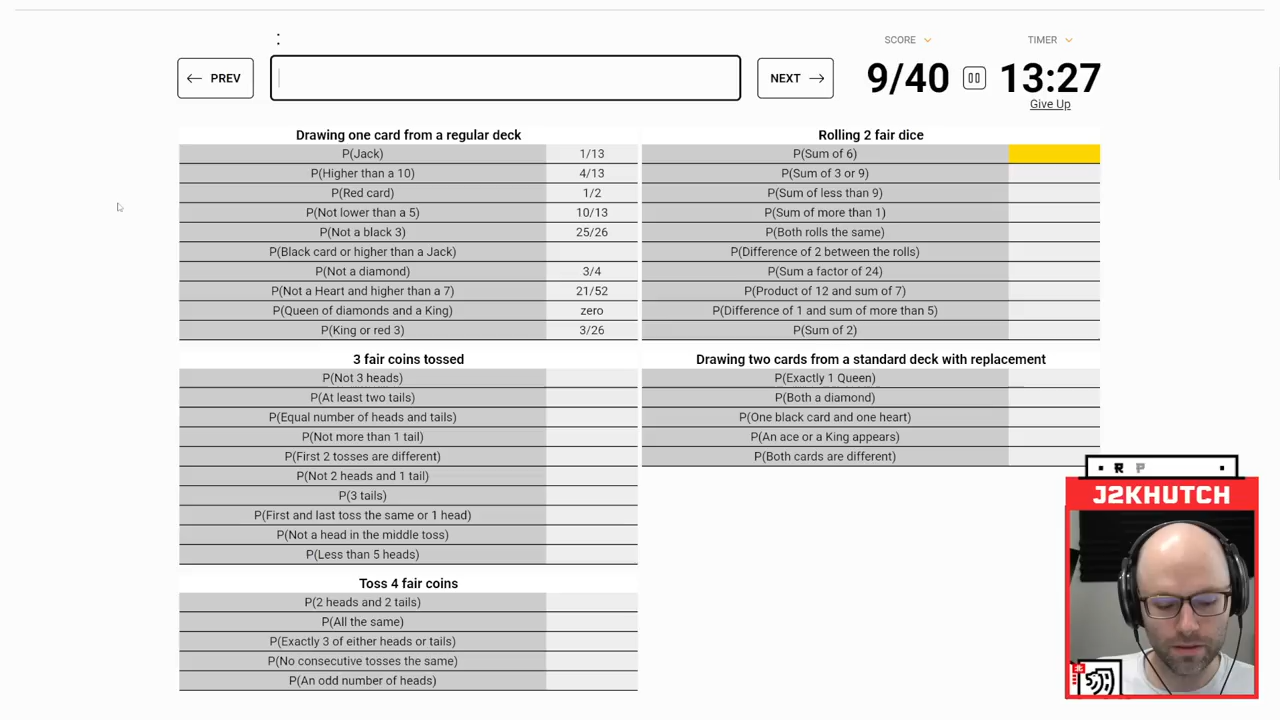 :
← PREV
NEXT →
SCORE
9/40
TIMER
13:27
Give Up
Drawing one card from a regular deck
P(Jack) 1/13
P(Higher than a 10) 4/13
P(Red card) 1/2
P(Not lower than a 5) 10/13
P(Not a black 3) 25/26
P(Black card or higher than a Jack)
P(Not a diamond) 3/4
P(Not a Heart and higher than a 7) 21/52
P(Queen of diamonds and a King) zero
P(King or red 3) 3/26
3 fair coins tossed
P(Not 3 heads)
P(At least two tails)
P(Equal number of heads and tails)
P(Not more than 1 tail)
P(First 2 tosses are different)
P(Not 2 heads and 1 tail)
P(3 tails)
P(First and last toss the same or 1 head)
P(Not a head in the middle toss)
P(Less than 5 heads)
Toss 4 fair coins
P(2 heads and 2 tails)
P(All the same)
P(Exactly 3 of either heads or tails)
P(No consecutive tosses the same)
P(An odd number of heads)
Rolling 2 fair dice
P(Sum of 6)
P(Sum of 3 or 9)
P(Sum of less than 9)
P(Sum of more than 1)
P(Both rolls the same)
P(Difference of 2 between the rolls)
P(Sum a factor of 24)
P(Product of 12 and sum of 7)
P(Difference of 1 and sum of more than 5)
P(Sum of 2)
Drawing two cards from a standard deck with replacement
P(Exactly 1 Queen)
P(Both a diamond)
P(One black card and one heart)
P(An ace or a King appears)
P(Both cards are different)
R P
J2KHUTCH